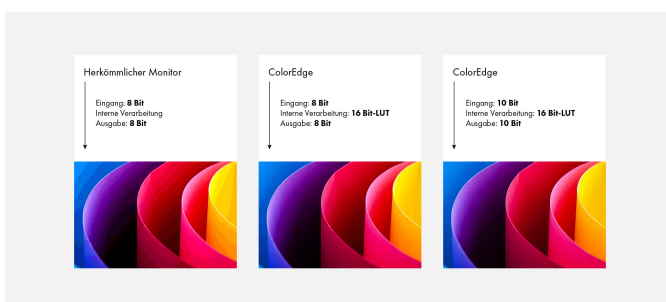 Herkömmlicher Monitor
Eingang: 8 Bit
Interne Verarbeitung
Ausgabe: 8 Bit
ColorEdge
Eingang: 8 Bit
Interne Verarbeitung: 16 Bit-LUT
Ausgabe: 8 Bit
ColorEdge
Eingang: 10 Bit
Interne Verarbeitung: 16 Bit-LUT
Ausgabe: 10 Bit